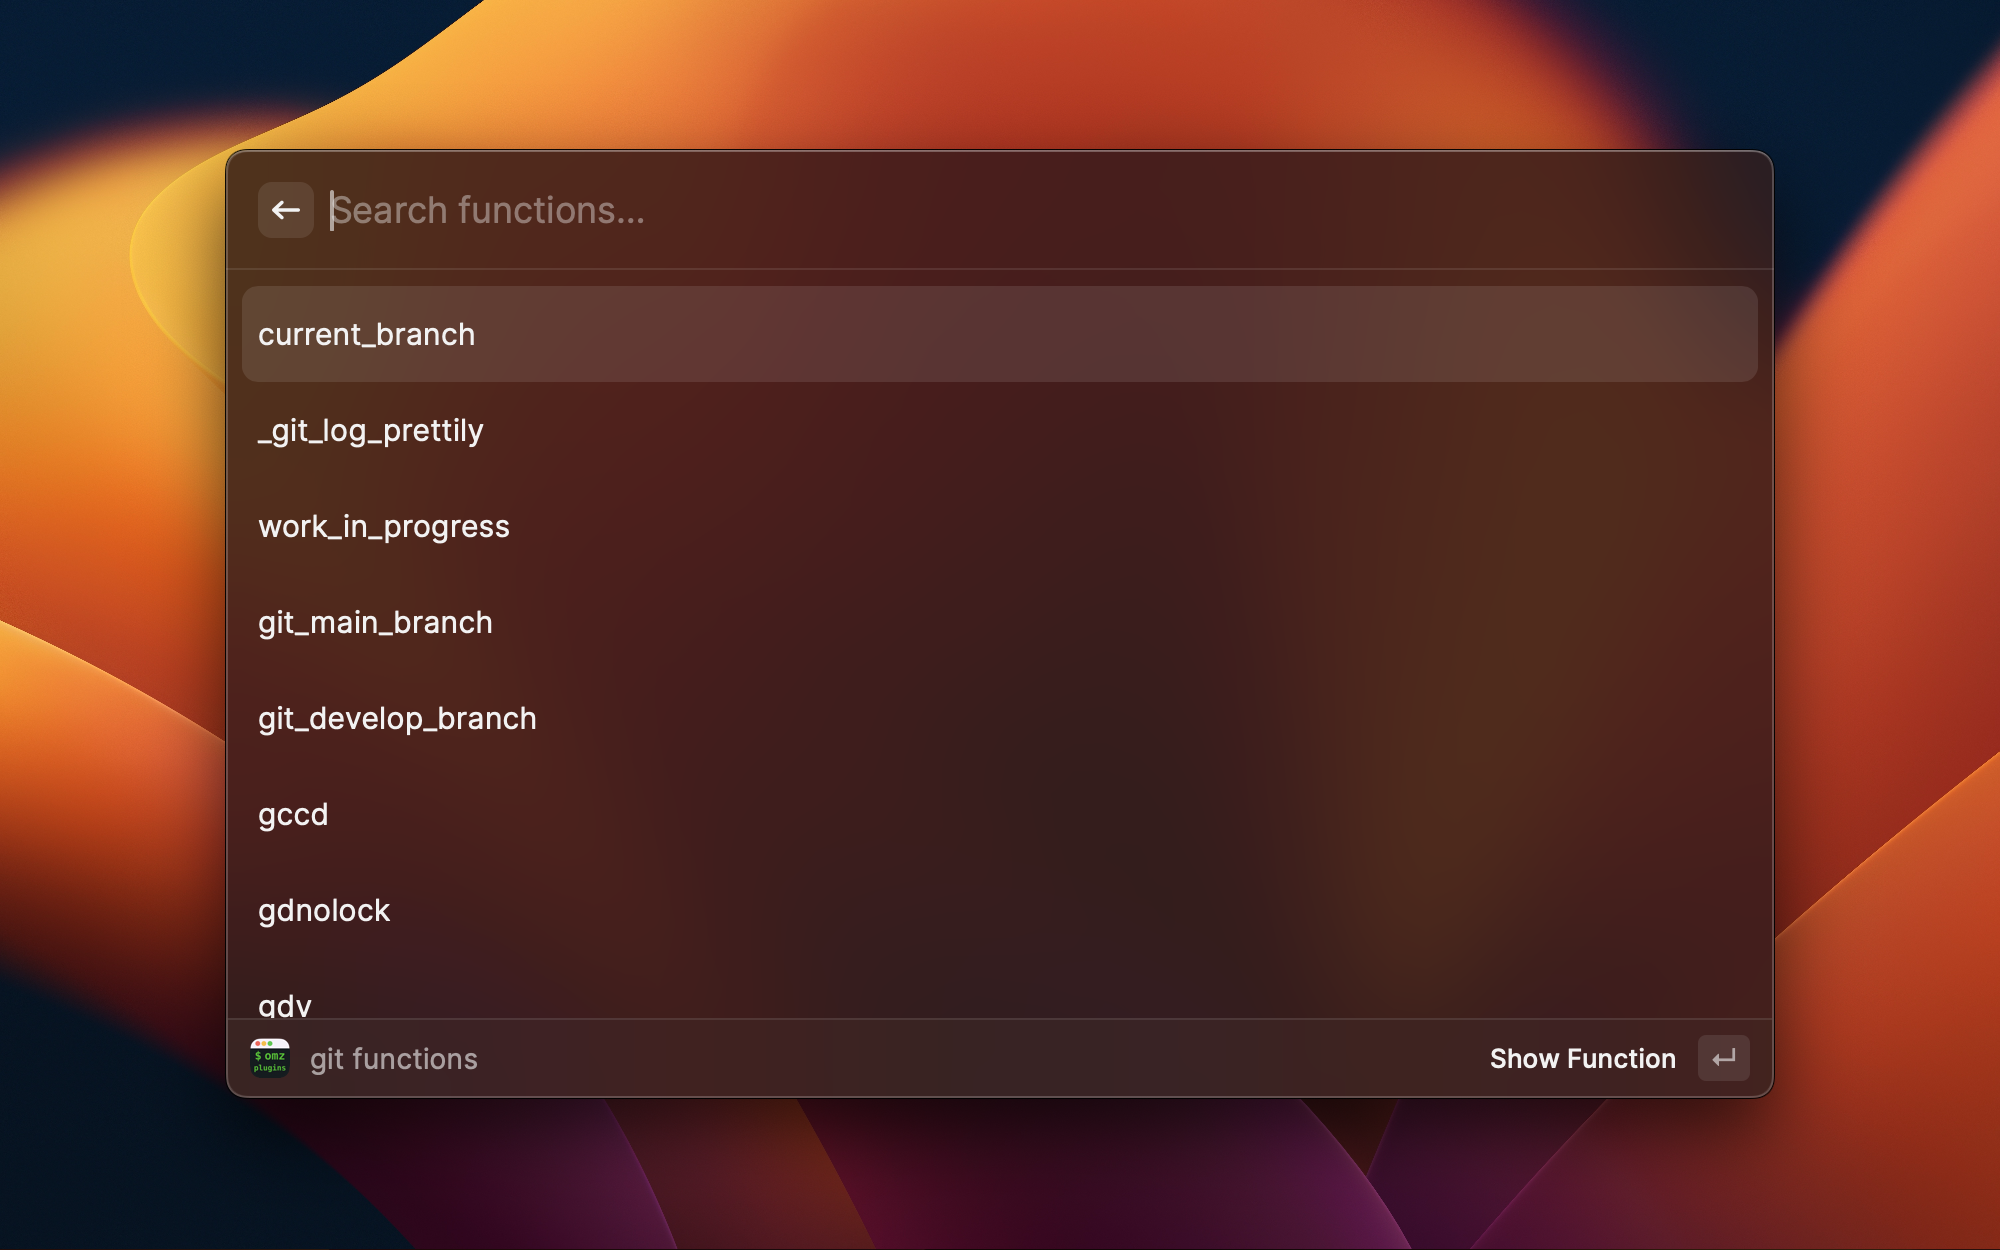 Search functions...
current_branch
_git_log_prettily
work_in_progress
git_main_branch
git_develop_branch
gccd
gdnolock
gdv
$ omz
plugins
git functions
Show Function